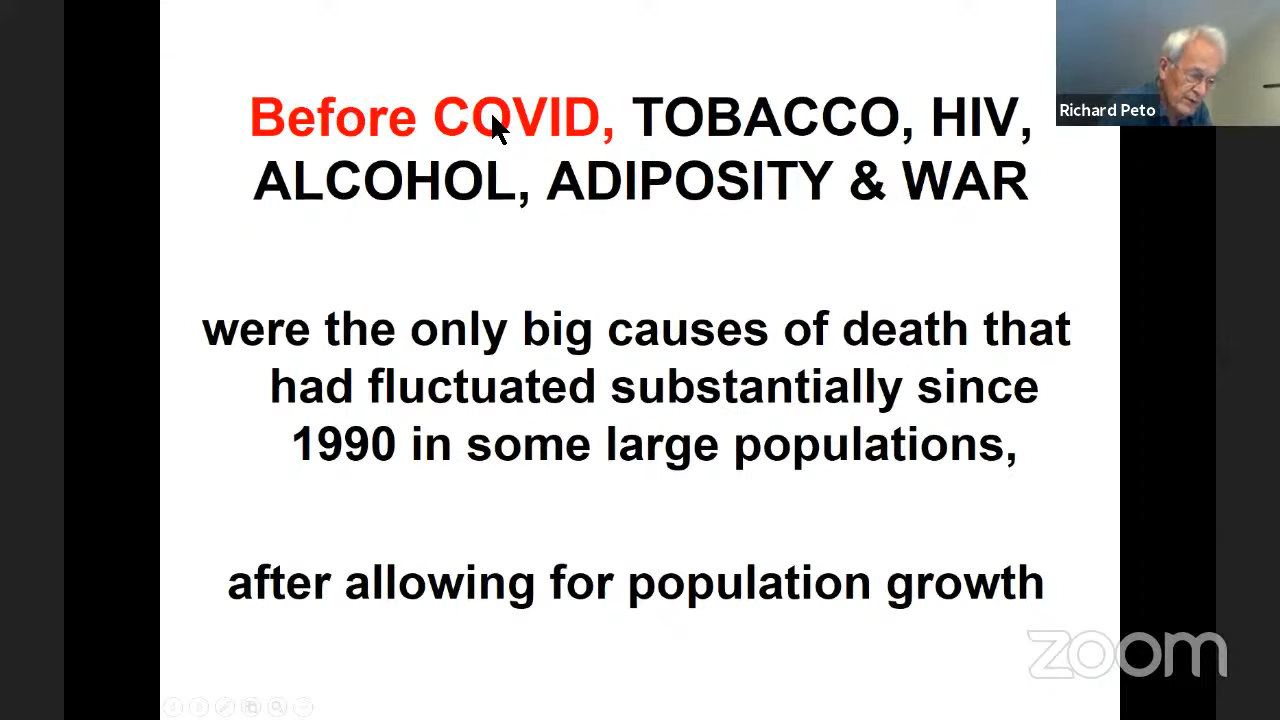 Before COVID, TOBACCO, HIV,
ALCOHOL, ADIPOSITY & WAR
were the only big causes of death that
had fluctuated substantially since
1990 in some large populations,
after allowing for population growth
Richard Peto
zoom